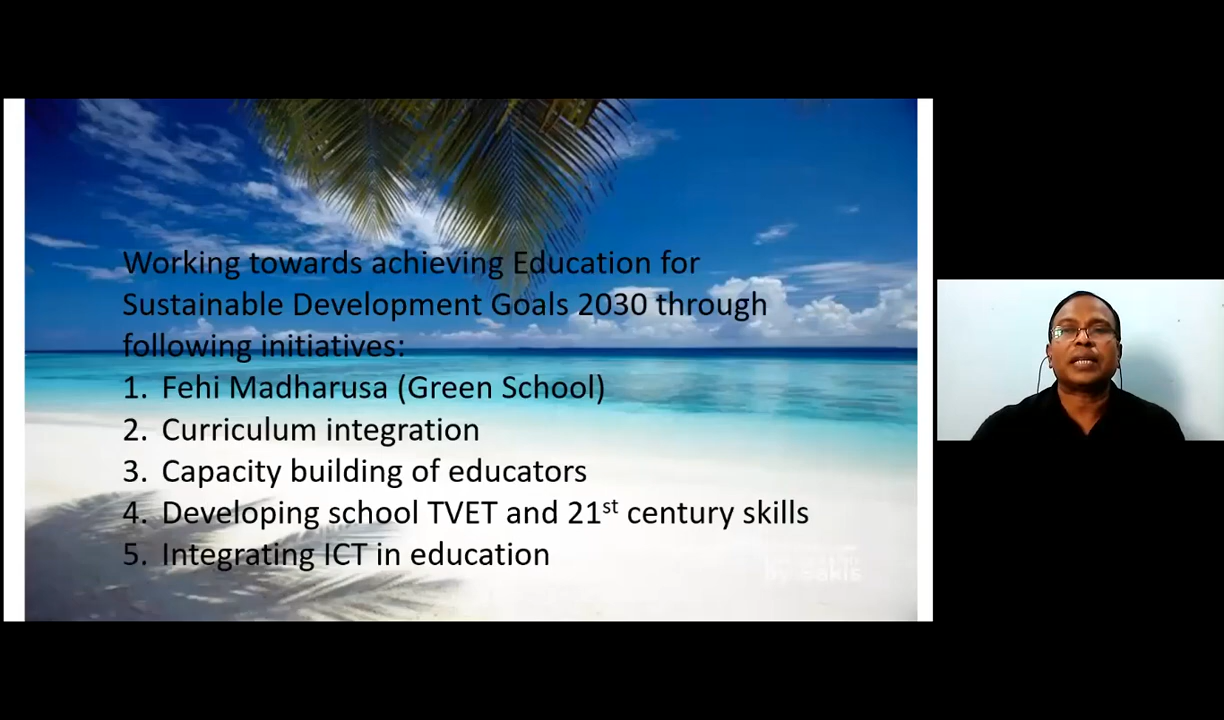 Working towards achieving Education for
Sustainable Development Goals 2030 through
following initiatives:
1. Fehi Madharusa (Green School)
2. Curriculum integration
3. Capacity building of educators
4. Developing school TVET and 21st century skills
5. Integrating ICT in education